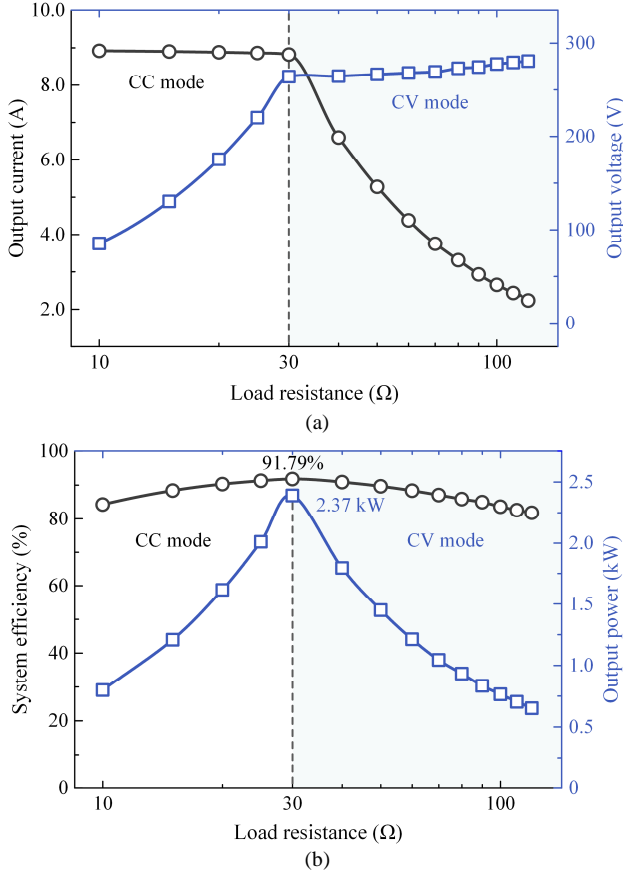 10.0
8.0
6.0
4.0
2.0
Output current (A)
CC mode
CV mode
300
200
100
0
Output voltage (V)
10
30
100
Load resistance (Ω)
(a)
100
80
60
40
20
0
System efficiency (%)
91.79%
2.37 kW
CC mode
CV mode
2.5
2.0
1.5
1.0
0.5
0
Output power (kW)
10
30
100
Load resistance (Ω)
(b)